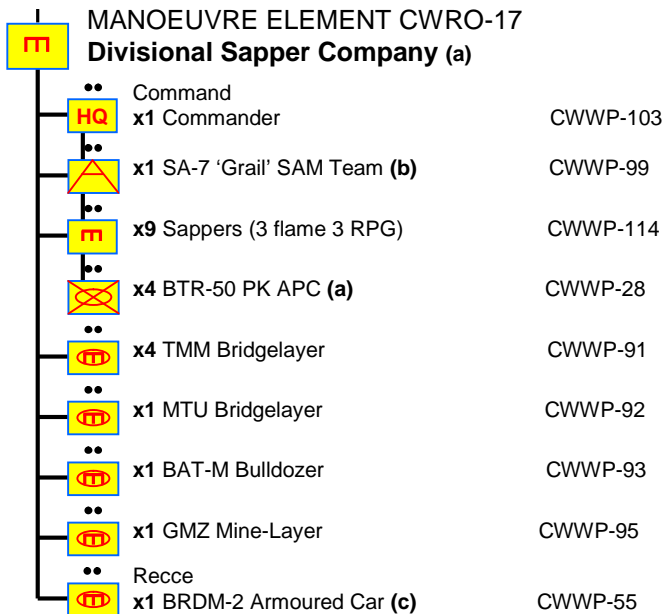 MANOEUVRE ELEMENT CWRO-17
Divisional Sapper Company (a)
Command
HQ x1 Commander CWWP-103
x1 SA-7 ‘Grail’ SAM Team (b) CWWP-99
x9 Sappers (3 flame 3 RPG) CWWP-114
x4 BTR-50 PK APC (a) CWWP-28
x4 TMM Bridgelayer CWWP-91
x1 MTU Bridgelayer CWWP-92
x1 BAT-M Bulldozer CWWP-93
x1 GMZ Mine-Layer CWWP-95
Recce
x1 BRDM-2 Armoured Car (c) CWWP-55